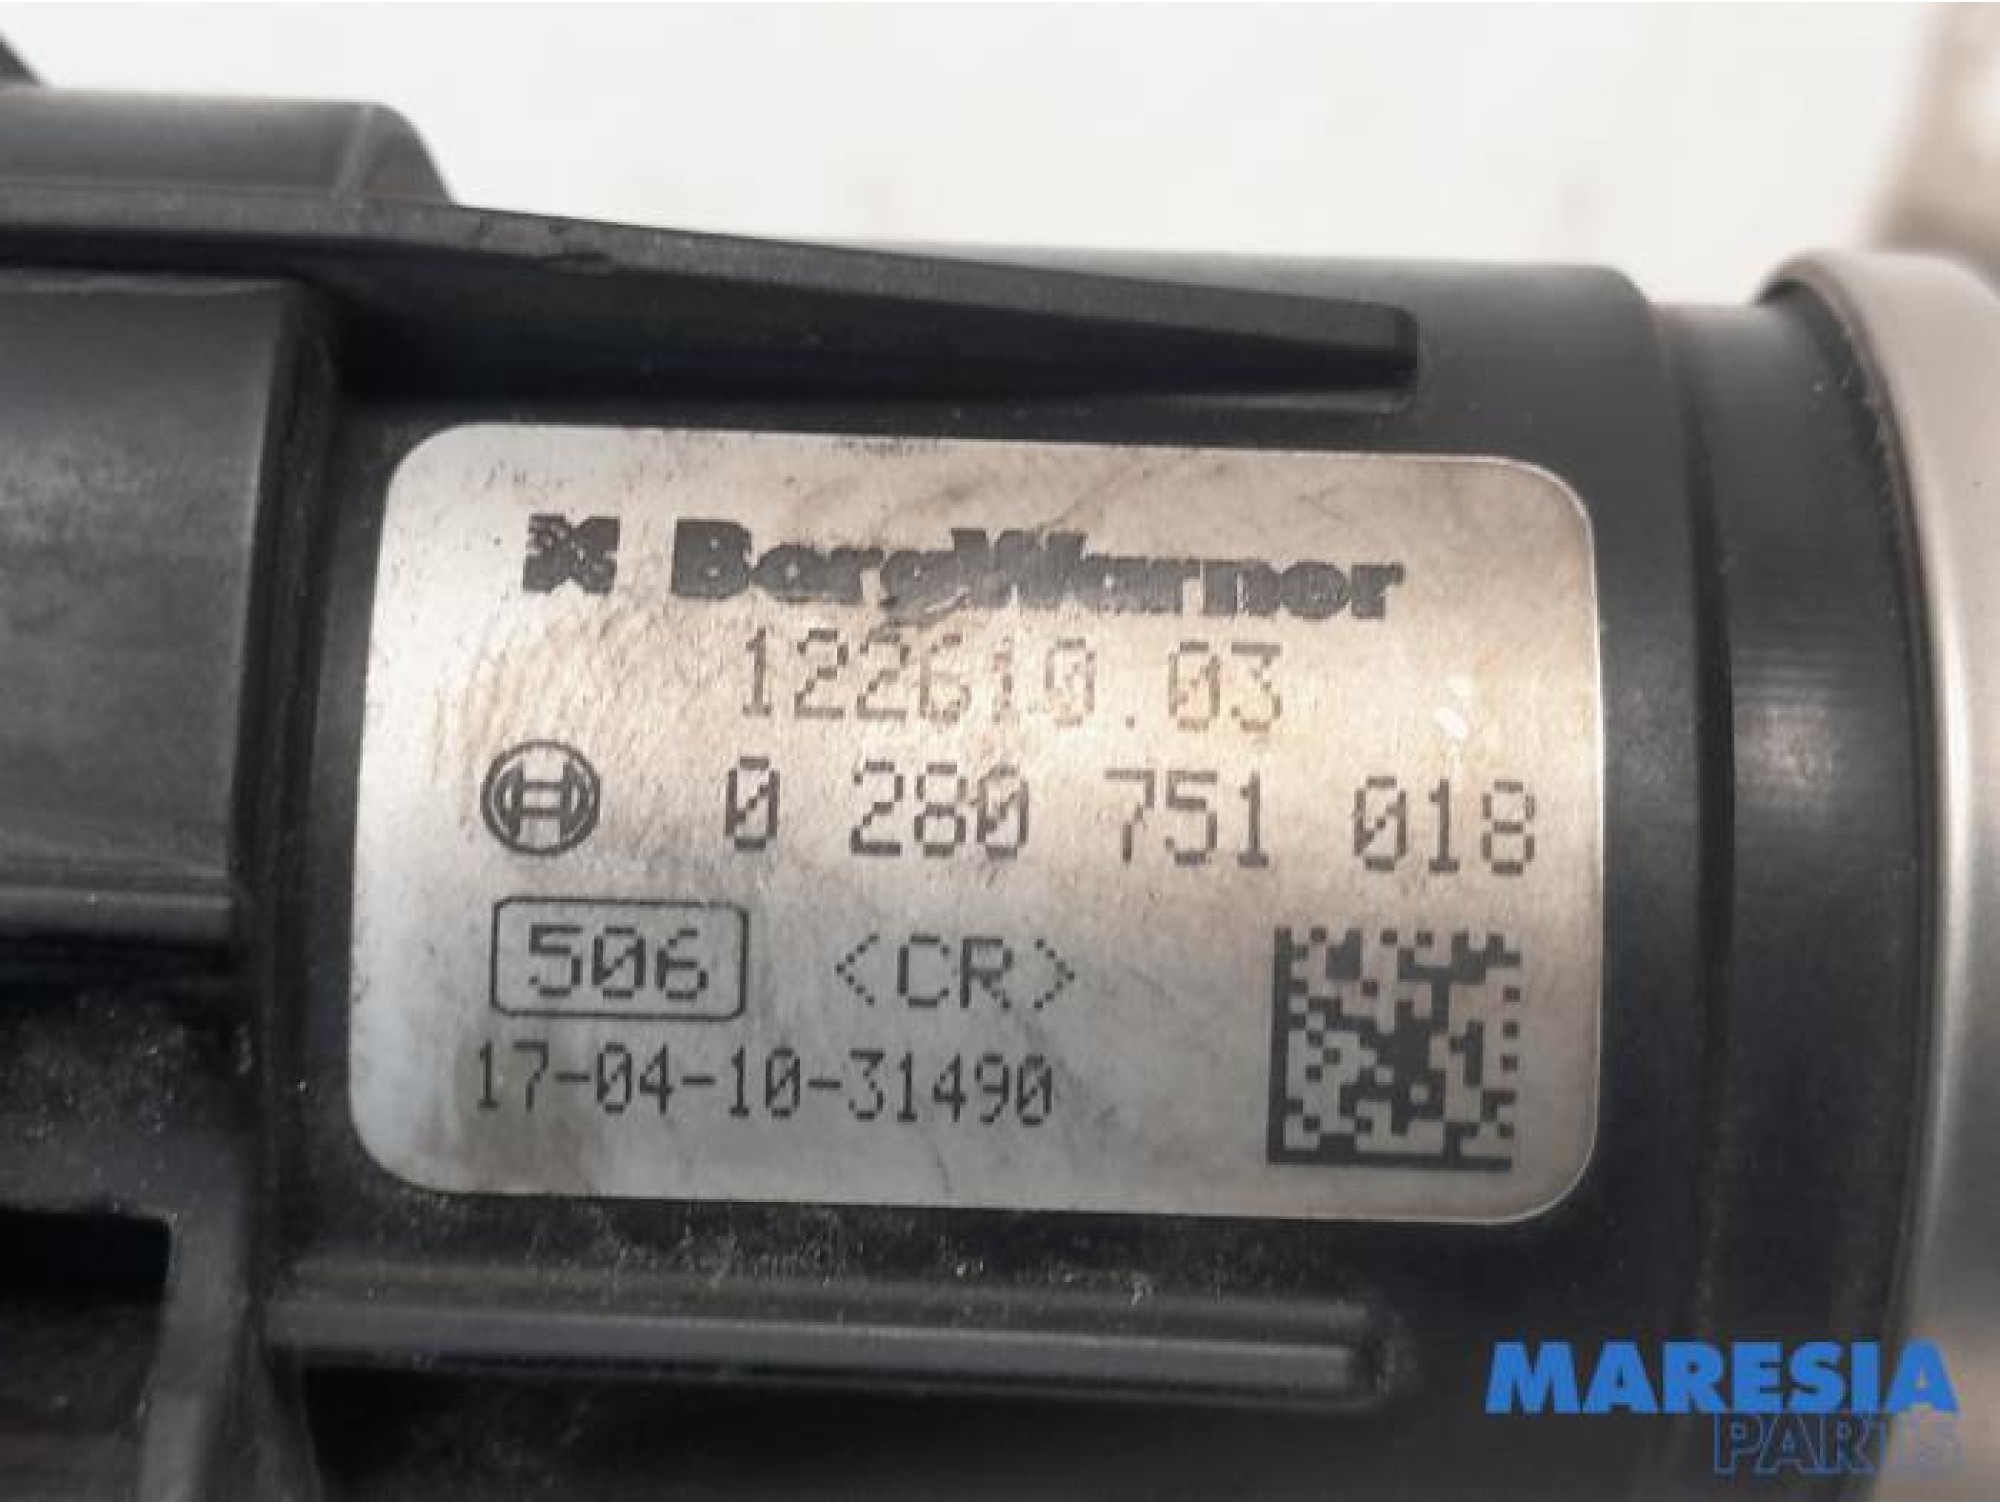 BorgWarner
122610.03
0 280 751 018
506 <CR>
17-04-10-31490
MARESIA
PARTS